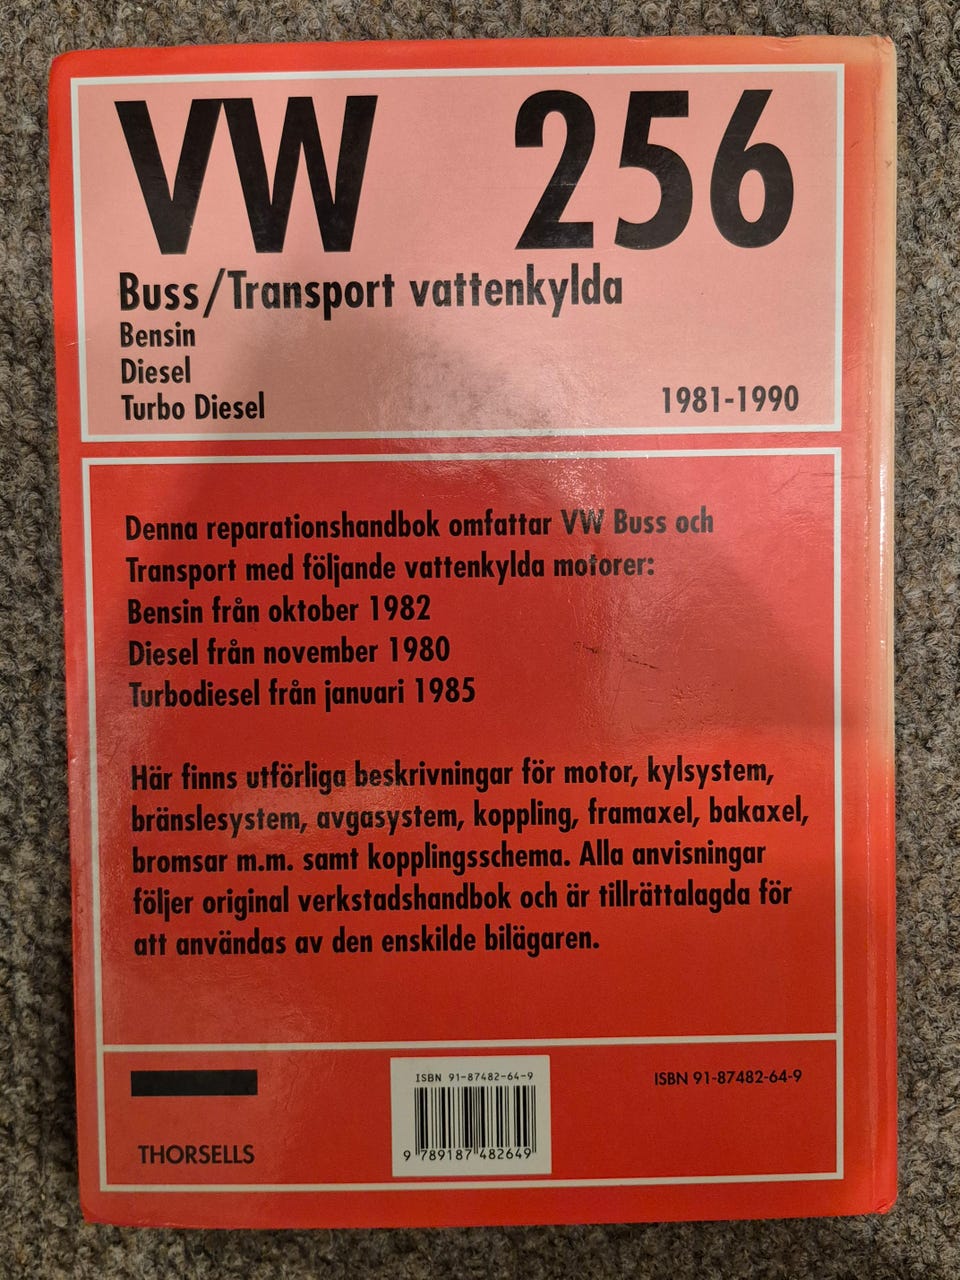 VW 256
Buss/Transport vattenkylda
Bensin
Diesel
Turbo Diesel 1981-1990
Denna reparationshandbok omfattar VW Buss och
Transport med följande vattenkylda motorer:
Bensin från oktober 1982
Diesel från november 1980
Turbodiesel från januari 1985
Här finns utförliga beskrivningar för motor, kylsystem,
bränslesystem, avgasystem, koppling, framaxel, bakaxel,
bromsar m.m. samt kopplingsschema. Alla anvisningar
följer original verkstadshandbok och är tillrättalagda för
att användas av den enskilde bilägaren.
ISBN 91-87482-64-9
9 789187 482649
ISBN 91-87482-64-9
THORSELLS